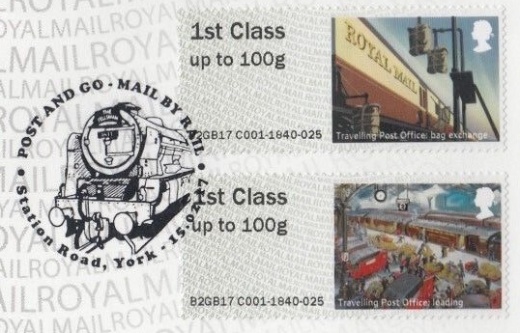 1st Class
up to 100g
B2GB17 C001-1840-025
ROYAL MAIL
Travelling Post Office: bag exchange
POST AND GO - MAIL BY RAIL
Station Road, York - 15.02.17
1st Class
up to 100g
B2GB17 C001-1840-025
Travelling Post Office: leading